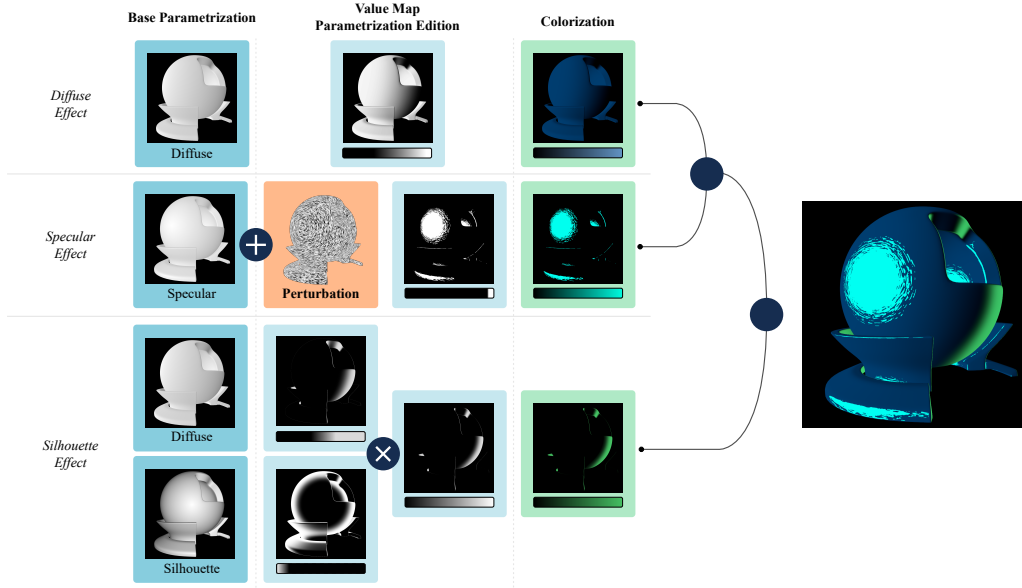 Base Parametrization
Value Map
Parametrization Edition
Colorization
Diffuse
Effect
Diffuse
Specular
Effect
Specular
Perturbation
Silhouette
Effect
Diffuse
Silhouette